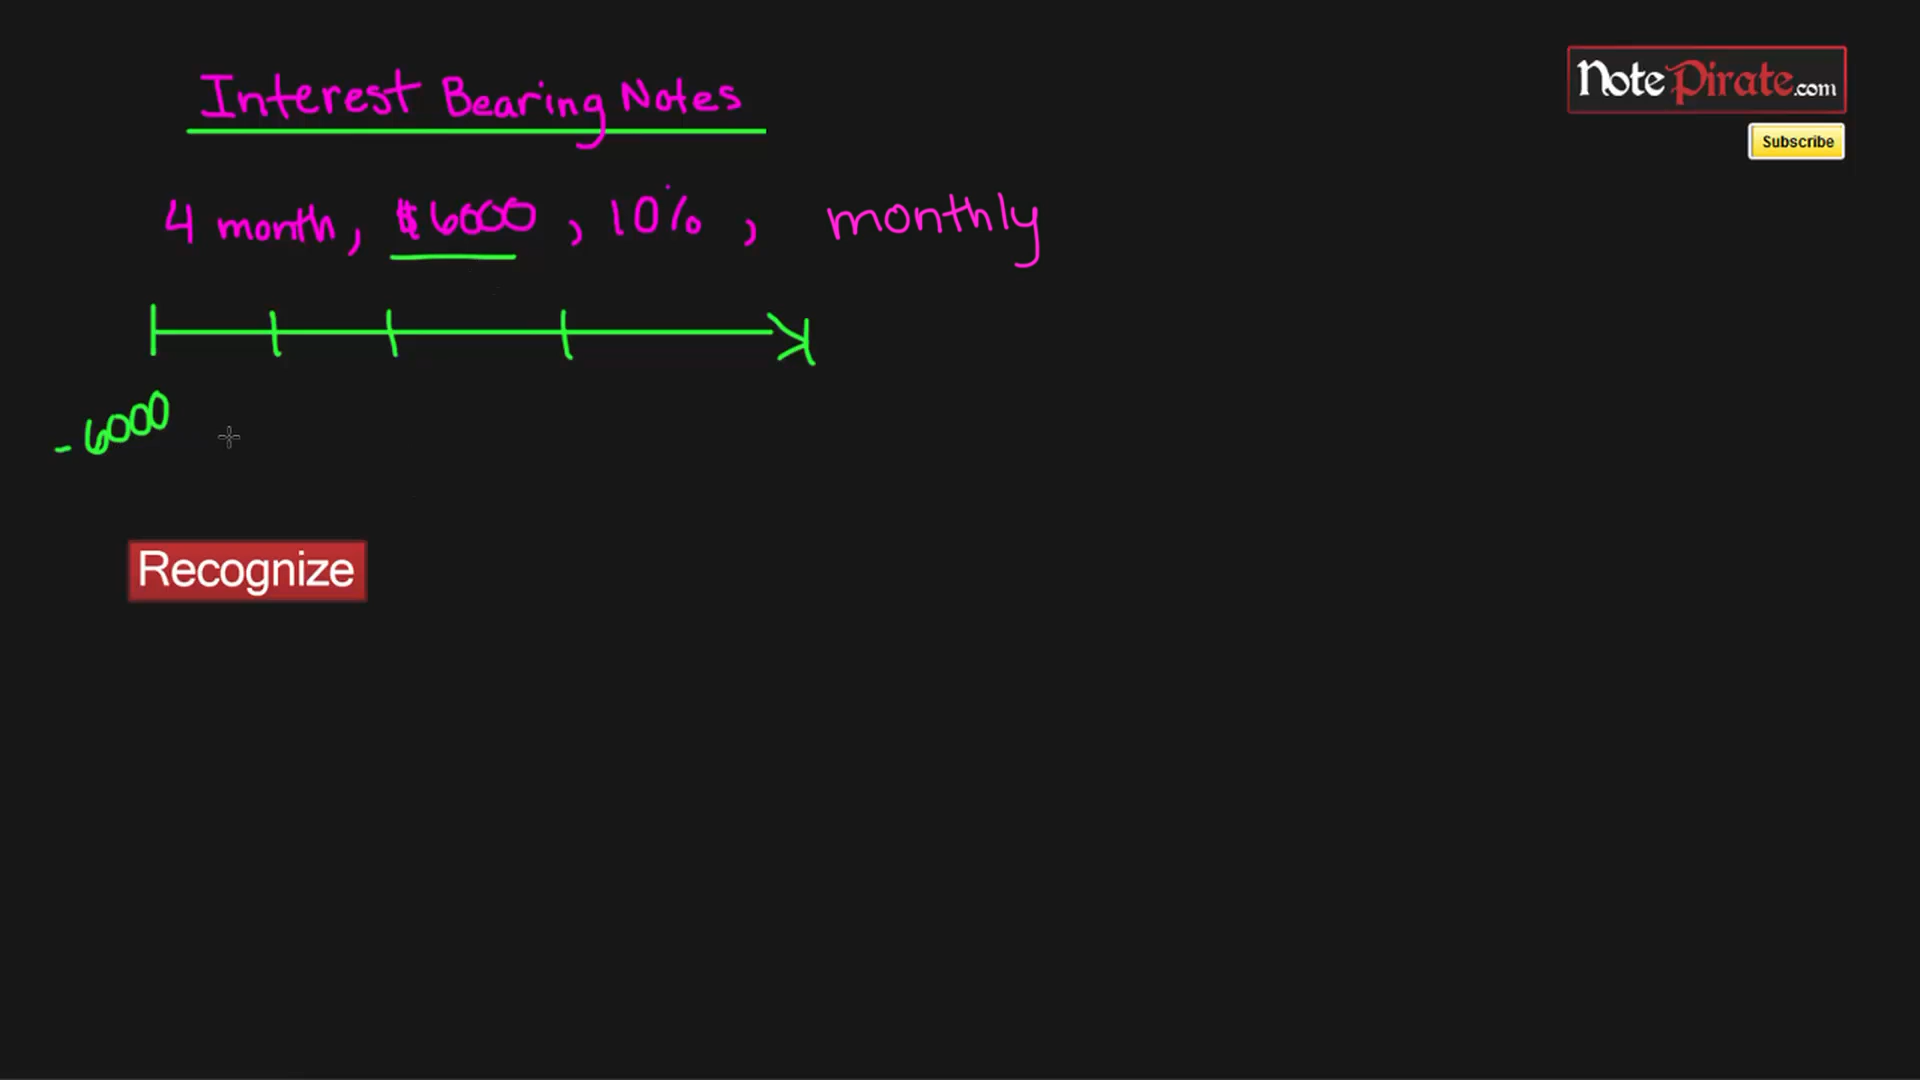 Interest Bearing Notes
NotePirate.com
Subscribe
4 month, $6000, 10%, monthly
-6000
Recognize